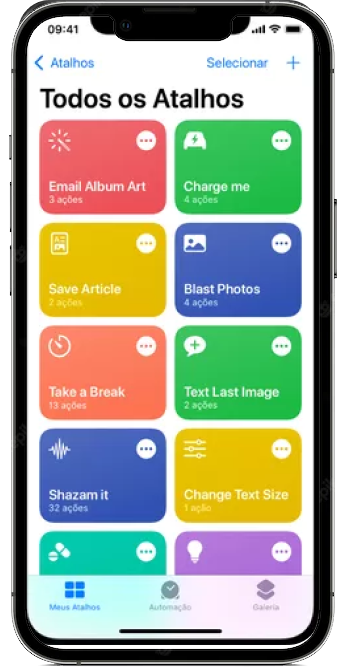 09:41
Atalhos
Selecionar
Todos os Atalhos
Email Album Art
3 ações
Charge me
4 ações
Save Article
2 ações
Blast Photos
4 ações
Take a Break
13 ações
Text Last Image
2 ações
Shazam it
32 ações
Change Text Size
1 ação
Meus Atalhos
Automação
Galeria